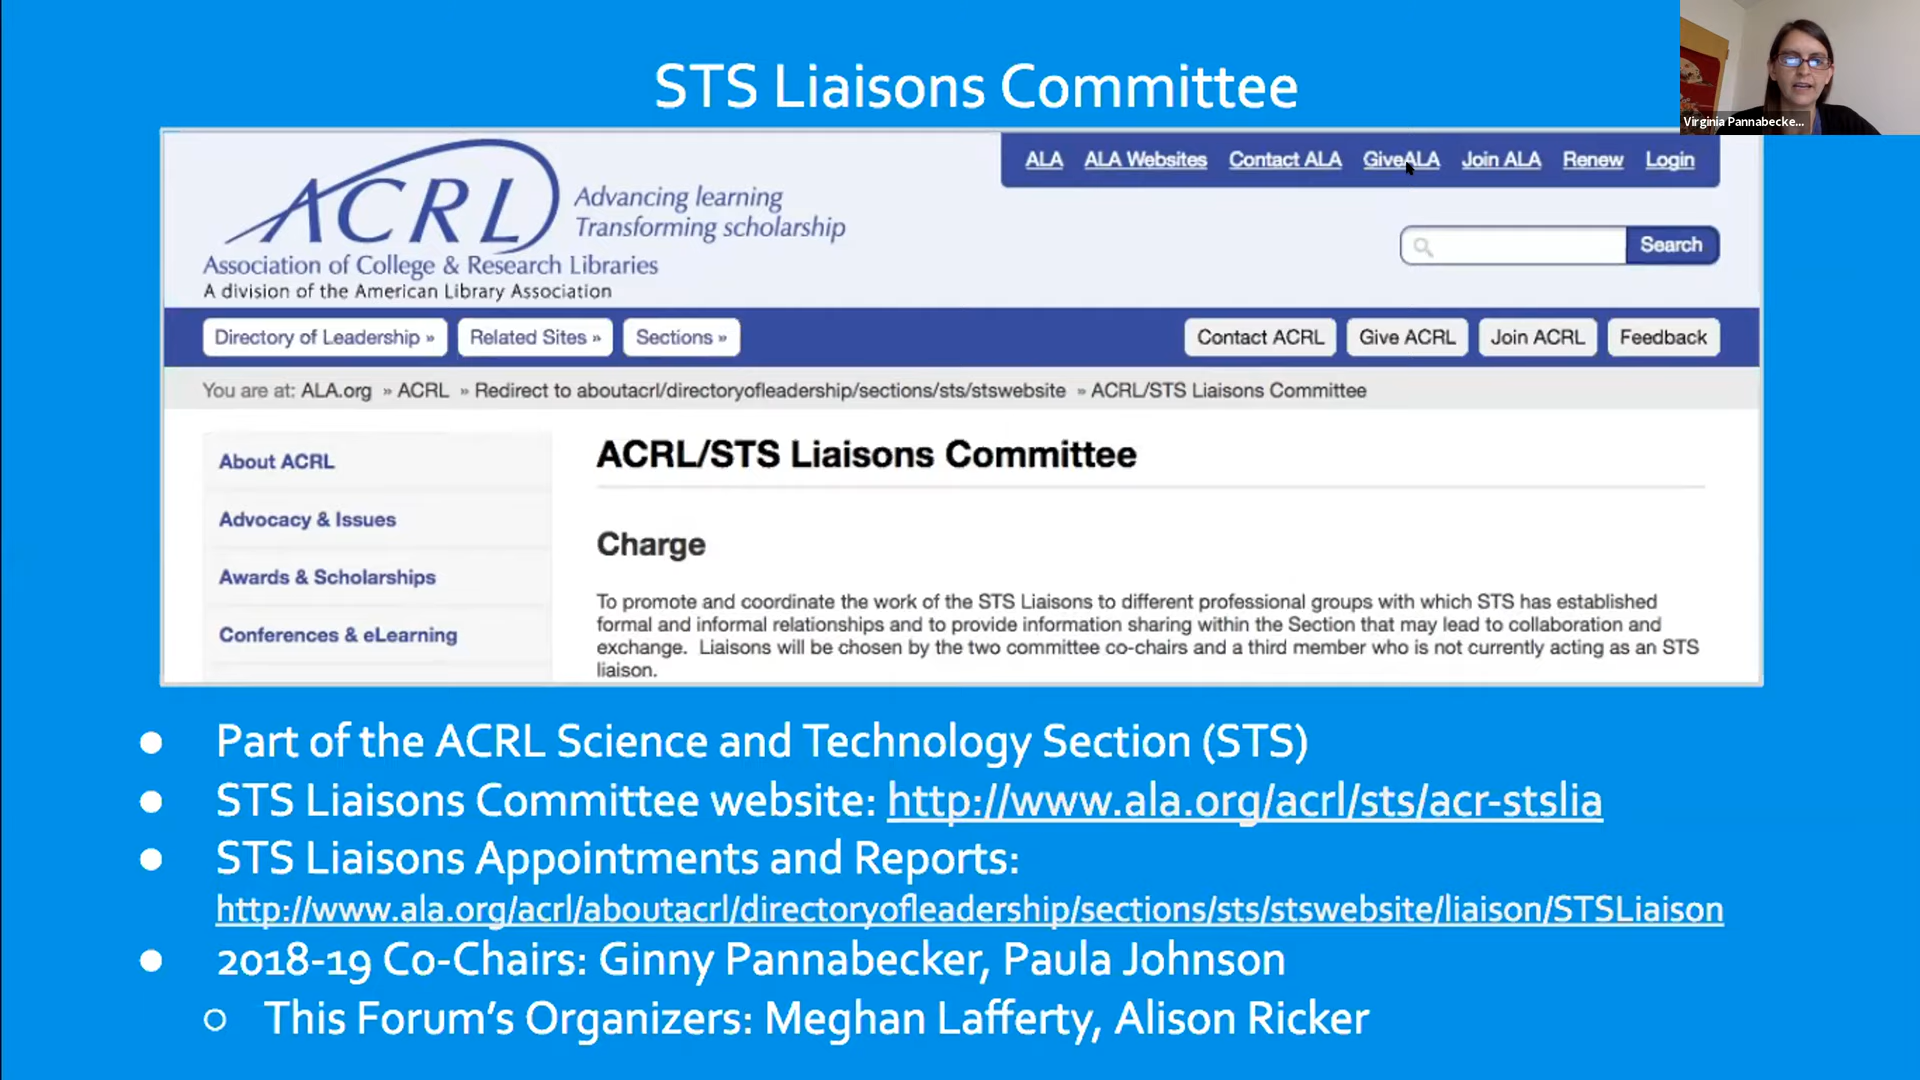 STS Liaisons Committee
Virginia Pannabecke...
ALA ALA Websites Contact ALA GiveALA Join ALA Renew Login
ACRL
Advancing learning
Transforming scholarship
Search
Association of College & Research Libraries
A division of the American Library Association
Directory of Leadership » Related Sites » Sections » Contact ACRL Give ACRL Join ACRL Feedback
You are at: ALA.org » ACRL » Redirect to aboutacrl/directoryofleadership/sections/sts/stswebsite » ACRL/STS Liaisons Committee
About ACRL
Advocacy & Issues
Awards & Scholarships
Conferences & eLearning
ACRL/STS Liaisons Committee
Charge
To promote and coordinate the work of the STS Liaisons to different professional groups with which STS has established
formal and informal relationships and to provide information sharing within the Section that may lead to collaboration and
exchange. Liaisons will be chosen by the two committee co-chairs and a third member who is not currently acting as an STS
liaison.
● Part of the ACRL Science and Technology Section (STS)
● STS Liaisons Committee website: http://www.ala.org/acrl/sts/acr-stslia
● STS Liaisons Appointments and Reports:
http://www.ala.org/acrl/aboutacrl/directoryofleadership/sections/sts/stswebsite/liaison/STSLiaison
● 2018-19 Co-Chairs: Ginny Pannabecker, Paula Johnson
○ This Forum's Organizers: Meghan Lafferty, Alison Ricker